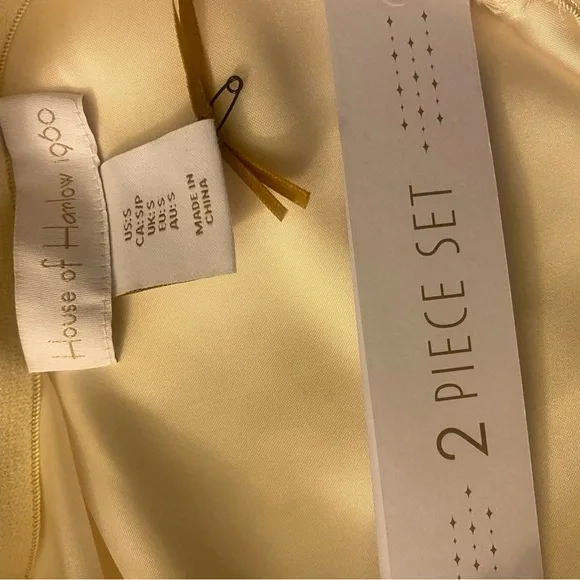 House of Harlow 1960
US:S
CA:S/P
UK:S
EU:S
AU:S
MADE IN
CHINA
2 PIECE SET